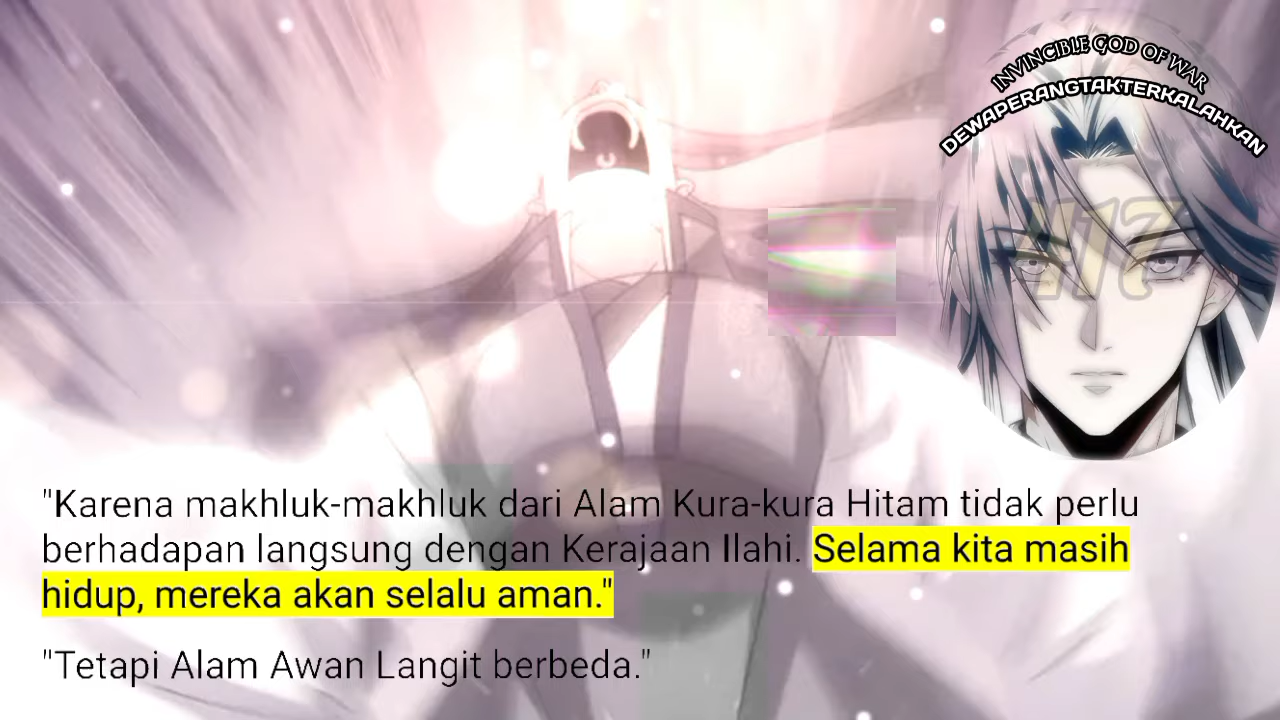 INVINCIBLE GOD OF WAR
DEWAPERANGTAKTERKALAHKAN
417
"Karena makhluk-makhluk dari Alam Kura-kura Hitam tidak perlu
berhadapan langsung dengan Kerajaan Ilahi. Selama kita masih
hidup, mereka akan selalu aman."
"Tetapi Alam Awan Langit berbeda."